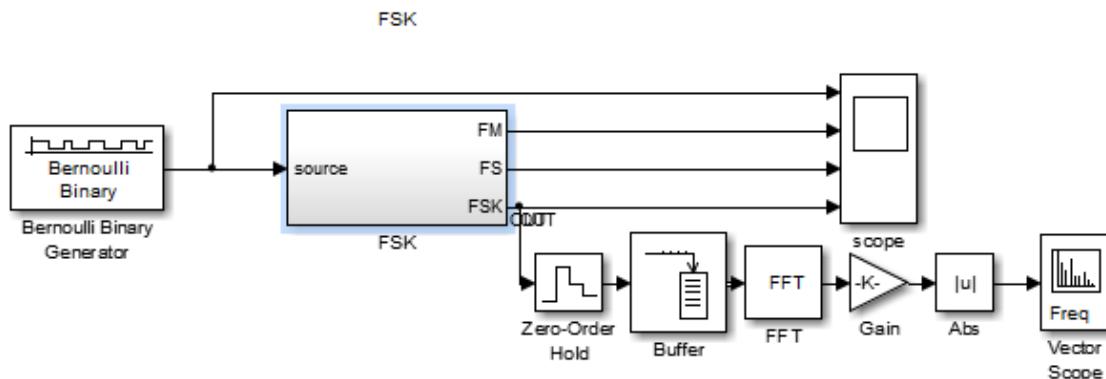 FSK
FM
source
FS
FSK
Bernoulli
Binary
Bernoulli Binary
Generator
FSK
scope
FFT
-K-
|u|
Freq
Zero-Order
Hold
Buffer
FFT
Gain
Abs
Vector
Scope